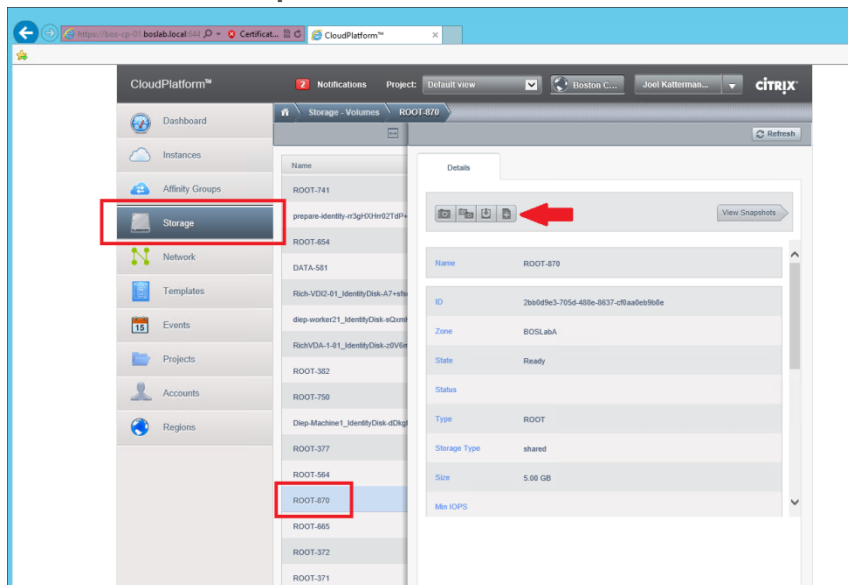 https://bos-cp-01.boslab.local:644
Certificat...
CloudPlatform™
CloudPlatform™
2 Notifications
Project:
Default view
Boston C...
Joel Katterman...
CİTRIX
Dashboard
Instances
Affinity Groups
Storage
Network
Templates
15 Events
Projects
Accounts
Regions
Storage - Volumes
ROOT-870
Refresh
Name
ROOT-741
ROOT-654
DATA-581
ROOT-382
ROOT-750
ROOT-377
ROOT-564
ROOT-870
ROOT-665
ROOT-372
ROOT-371
Details
View Snapshots
Name ROOT-870
ID 2bb0d9e3-705d-488e-8637-cf0aa0eb9b8e
Zone BOSLabA
State Ready
Status
Type ROOT
Storage Type shared
Size 5.00 GB
Min IOPS